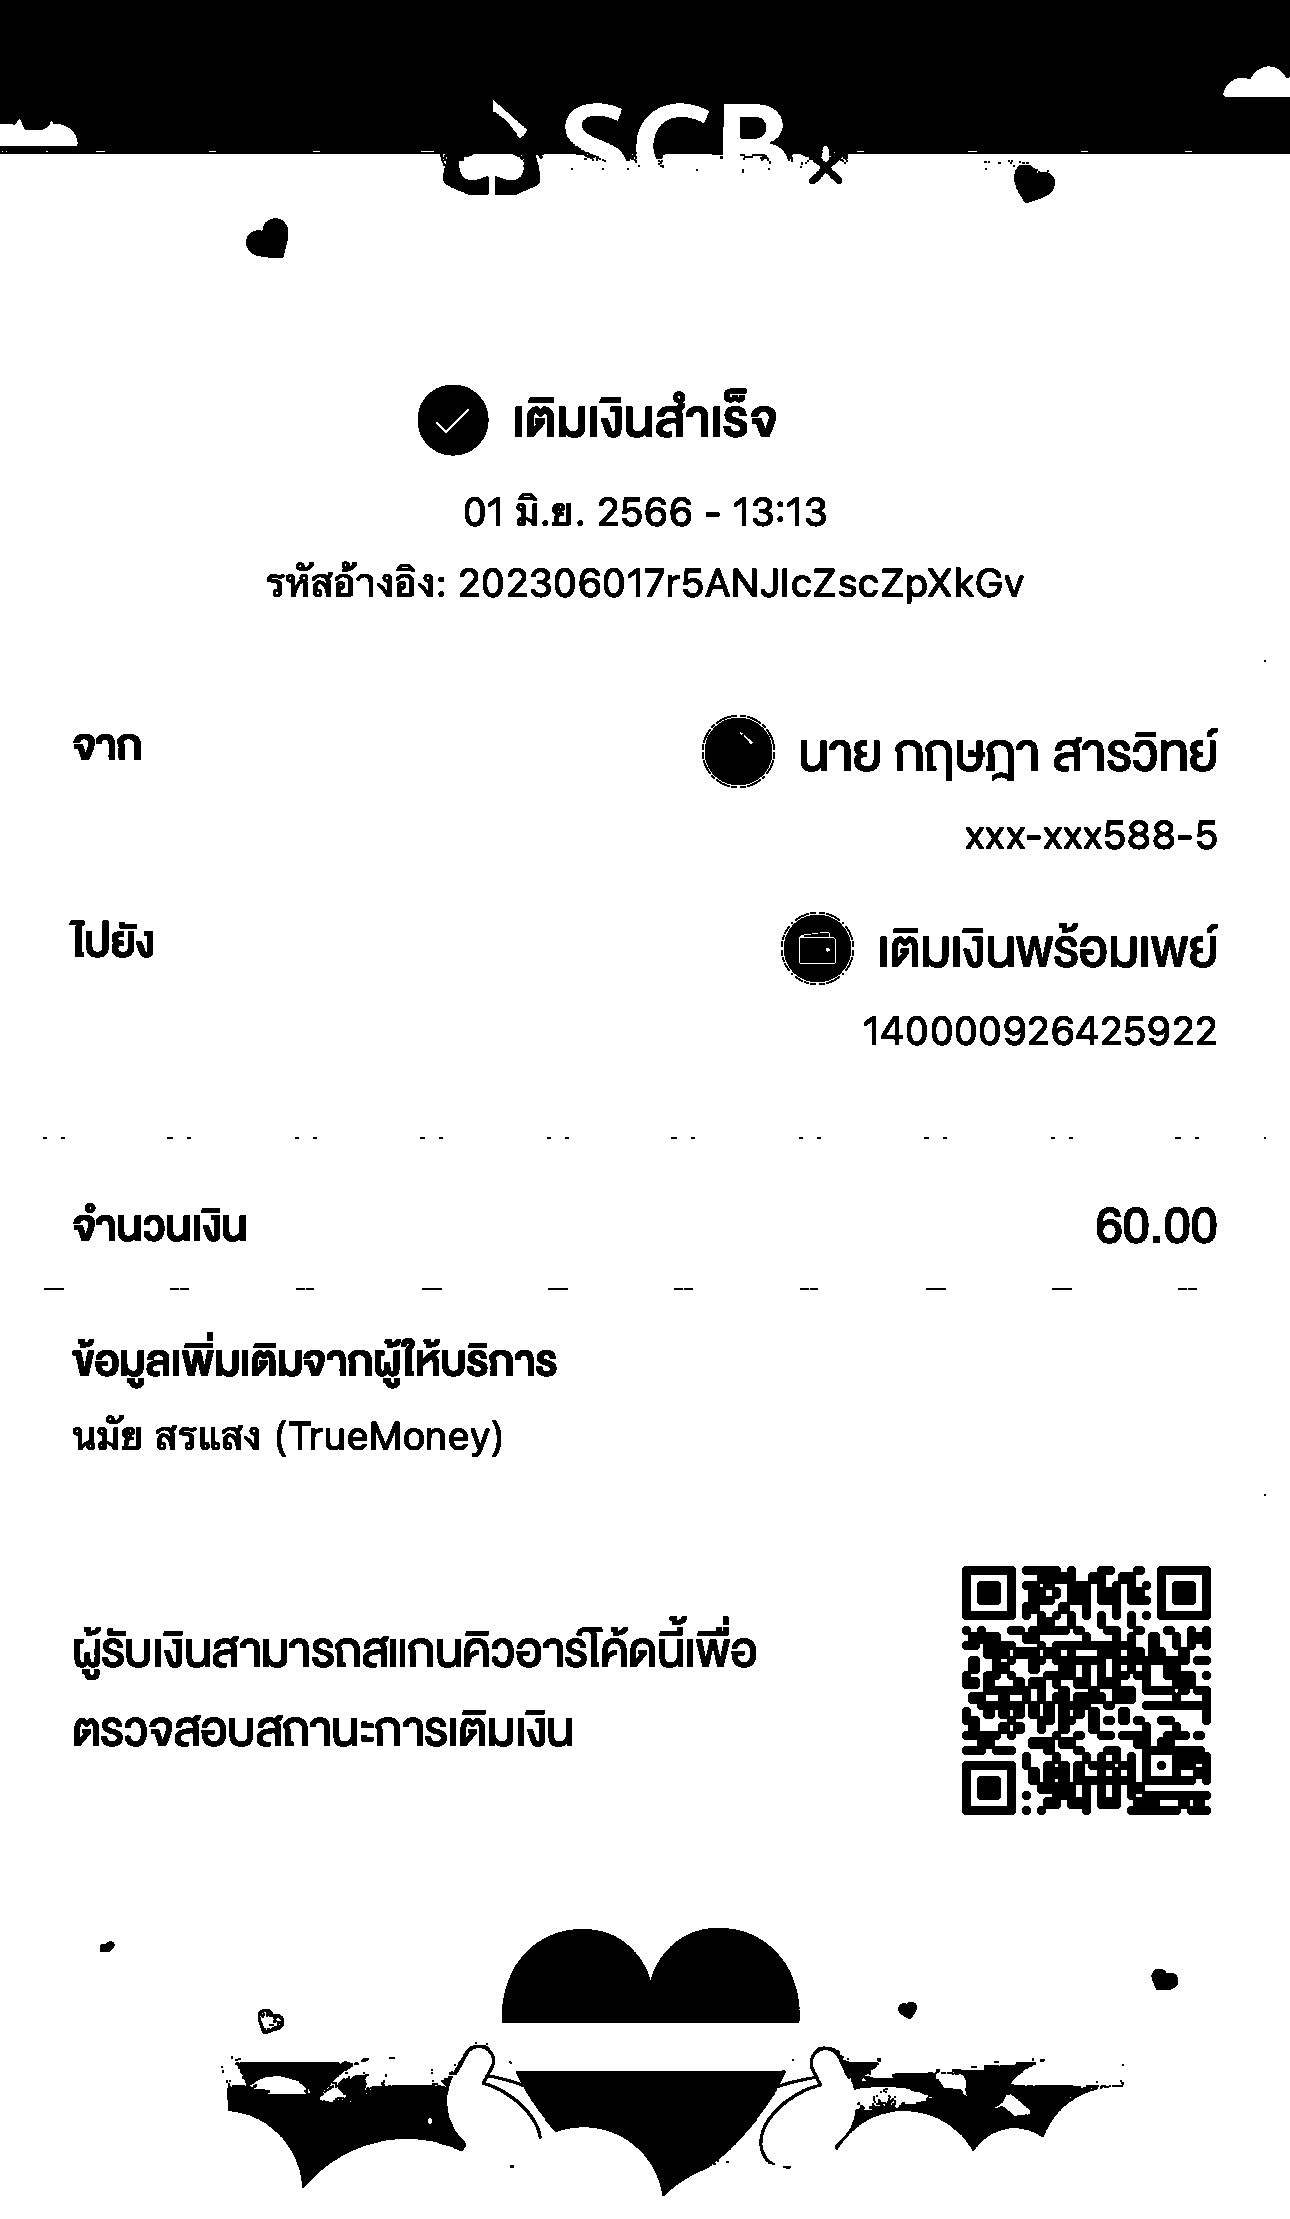 SCB
เติมเงินสำเร็จ
01 มิ.ย. 2566 - 13:13
รหัสอ้างอิง: 202306017r5ANJIcZscZpXkGv
จาก
นาย กฤษฎา สารวิทย์
xxx-xxx588-5
ไปยัง
เติมเงินพร้อมเพย์
140000926425922
จำนวนเงิน 60.00
ข้อมูลเพิ่มเติมจากผู้ให้บริการ
นมัย สรแสง (TrueMoney)
ผู้รับเงินสามารถสแกนคิวอาร์โค้ดนี้เพื่อ
ตรวจสอบสถานะการเติมเงิน